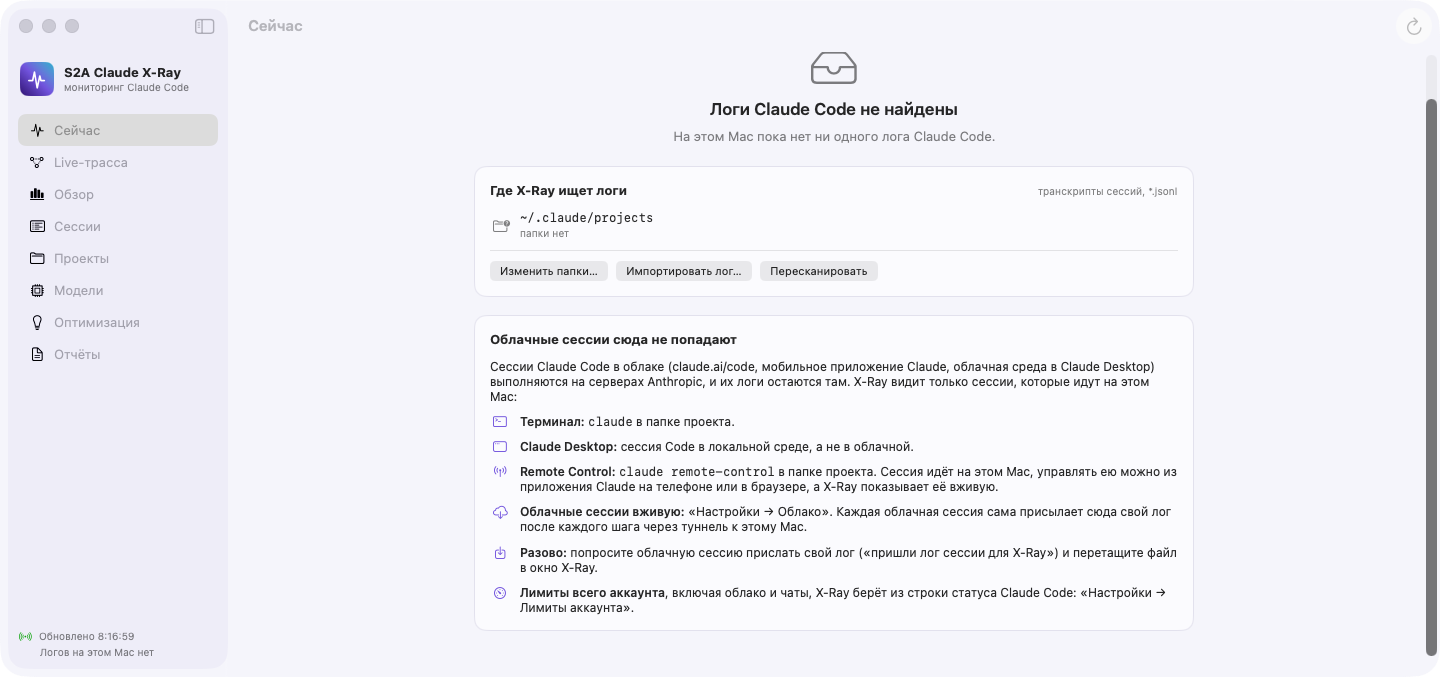 Сейчас
S2A Claude X-Ray
мониторинг Claude Code
Сейчас
Live-трасса
Обзор
Сессии
Проекты
Модели
Оптимизация
Отчёты
Обновлено 8:16:59
Логов на этом Mac нет
Логи Claude Code не найдены
На этом Mac пока нет ни одного лога Claude Code.
Где X-Ray ищет логи
транскрипты сессий, *.jsonl
~/.claude/projects
папки нет
Изменить папки...
Импортировать лог...
Пересканировать
Облачные сессии сюда не попадают
Сессии Claude Code в облаке (claude.ai/code, мобильное приложение Claude, облачная среда в Claude Desktop)
выполняются на серверах Anthropic, и их логи остаются там. X-Ray видит только сессии, которые идут на этом
Mac:
Терминал: claude в папке проекта.
Claude Desktop: сессия Code в локальной среде, а не в облачной.
Remote Control: claude remote-control в папке проекта. Сессия идёт на этом Mac, управлять ею можно из
приложения Claude на телефоне или в браузере, а X-Ray показывает её вживую.
Облачные сессии вживую: «Настройки → Облако». Каждая облачная сессия сама присылает сюда свой лог
после каждого шага через туннель к этому Mac.
Разово: попросите облачную сессию прислать свой лог («пришли лог сессии для X-Ray») и перетащите файл
в окно X-Ray.
Лимиты всего аккаунта, включая облако и чаты, X-Ray берёт из строки статуса Claude Code: «Настройки →
Лимиты аккаунта».